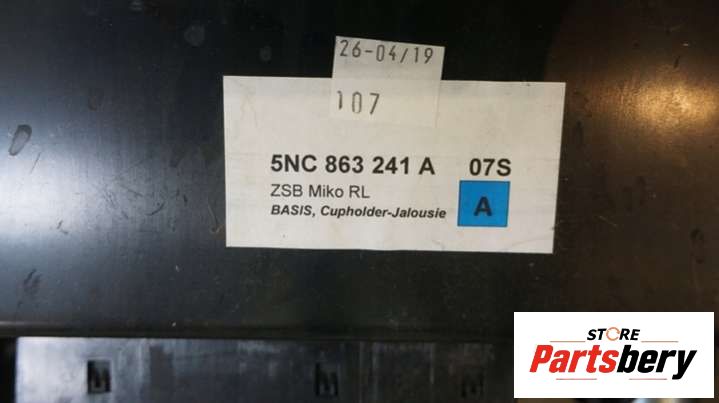 26-04/19
107
5NC 863 241 A 07S
ZSB Miko RL
BASIS, Cupholder-Jalousie
A
STORE
Partsbery